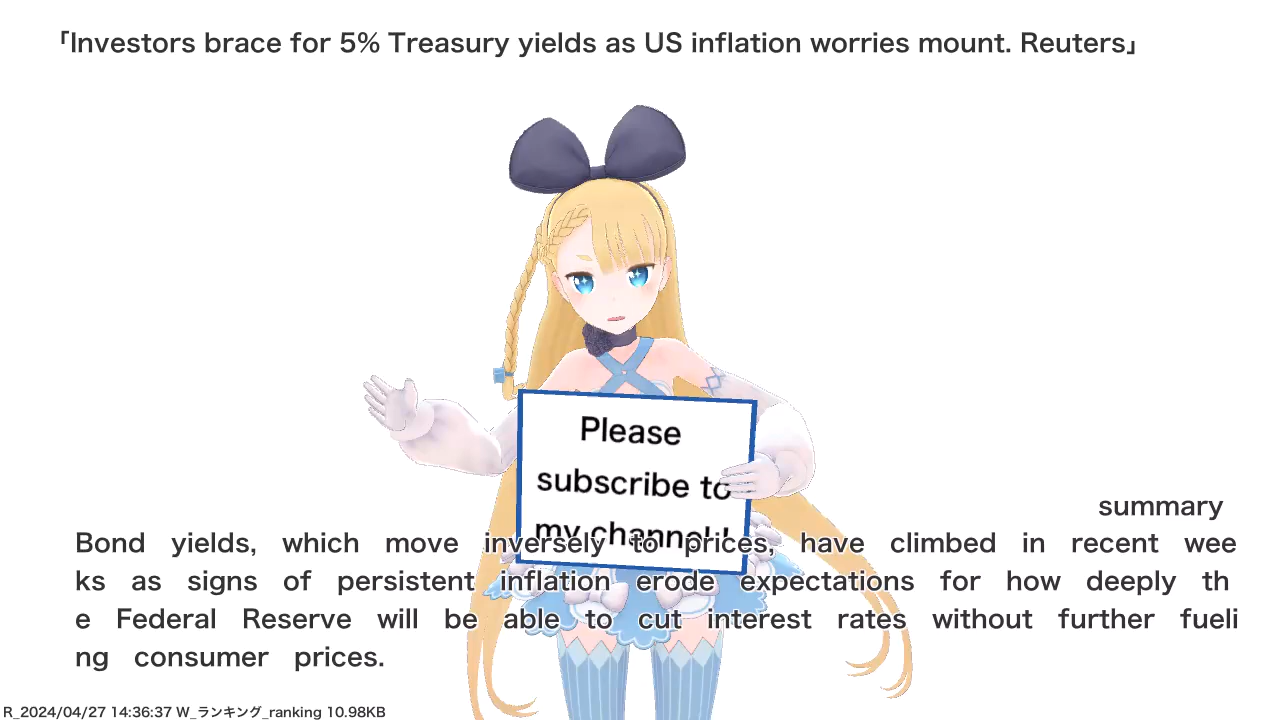 「Investors brace for 5% Treasury yields as US inflation worries mount. Reuters」
Please
subscribe to
my channel!
summary
Bond yields, which move inversely to prices, have climbed in recent wee
ks as signs of persistent inflation erode expectations for how deeply th
e Federal Reserve will be able to cut interest rates without further fueli
ng consumer prices.
R_2024/04/27 14:36:37 W_ランキング_ranking 10.98KB